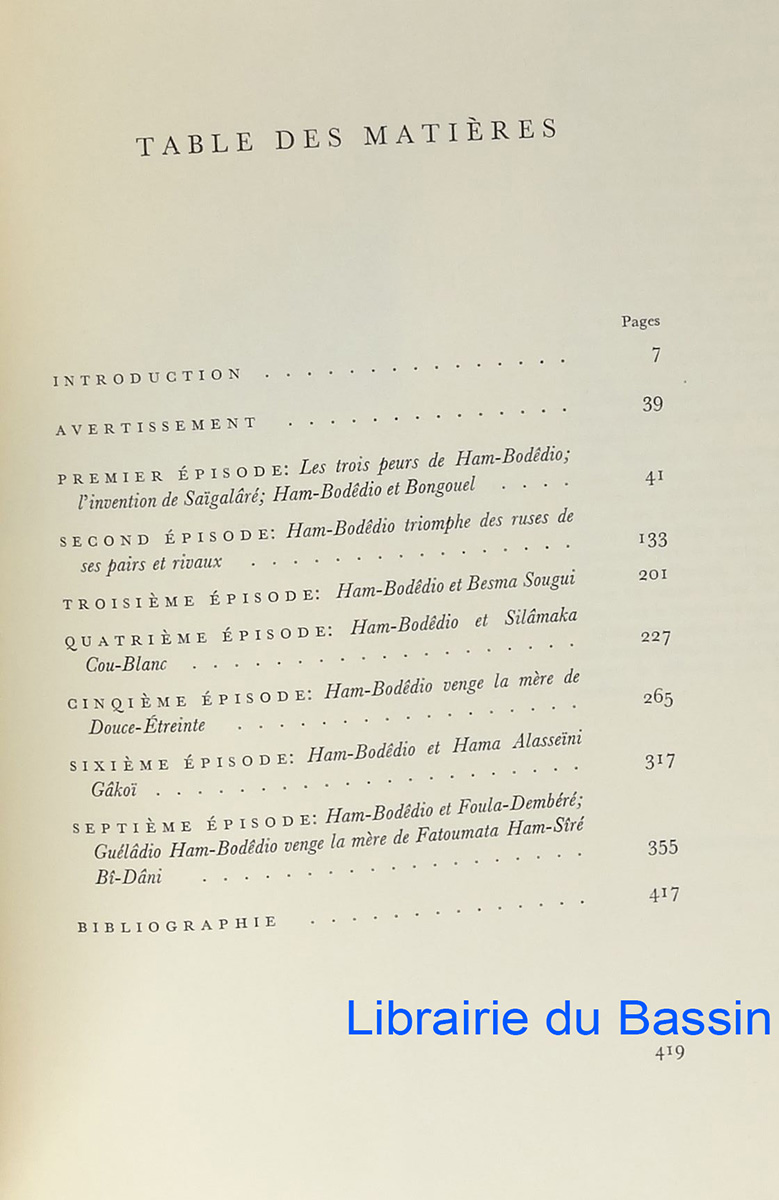 TABLE DES MATIÈRES
Pages
INTRODUCTION . . . . . . . . . . . . . . . 7
AVERTISSEMENT . . . . . . . . . . . . . . 39
PREMIER ÉPISODE: Les trois peurs de Ham-Bodêdio;
l'invention de Saïgalâré; Ham-Bodêdio et Bongouel . . . . 41
SECOND ÉPISODE: Ham-Bodêdio triomphe des ruses de
ses pairs et rivaux . . . . . . . . . . . . . . . . 133
TROISIÈME ÉPISODE: Ham-Bodêdio et Besma Sougui 201
QUATRIÈME ÉPISODE: Ham-Bodêdio et Silâmaka
Cou-Blanc . . . . . . . . . . . . . . . . . . 227
CINQIÈME ÉPISODE: Ham-Bodêdio venge la mère de
Douce-Étreinte . . . . . . . . . . . . . . . . 265
SIXIÈME ÉPISODE: Ham-Bodêdio et Hama Alasseïni
Gâkoï . . . . . . . . . . . . . . . . . . . . 317
SEPTIÈME ÉPISODE: Ham-Bodêdio et Foula-Dembéré;
Guélâdio Ham-Bodêdio venge la mère de Fatoumata Ham-Sîré
Bî-Dâni . . . . . . . . . . . . . . . . . . 355
BIBLIOGRAPHIE . . . . . . . . . . . . . 417
Librairie du Bassin
419